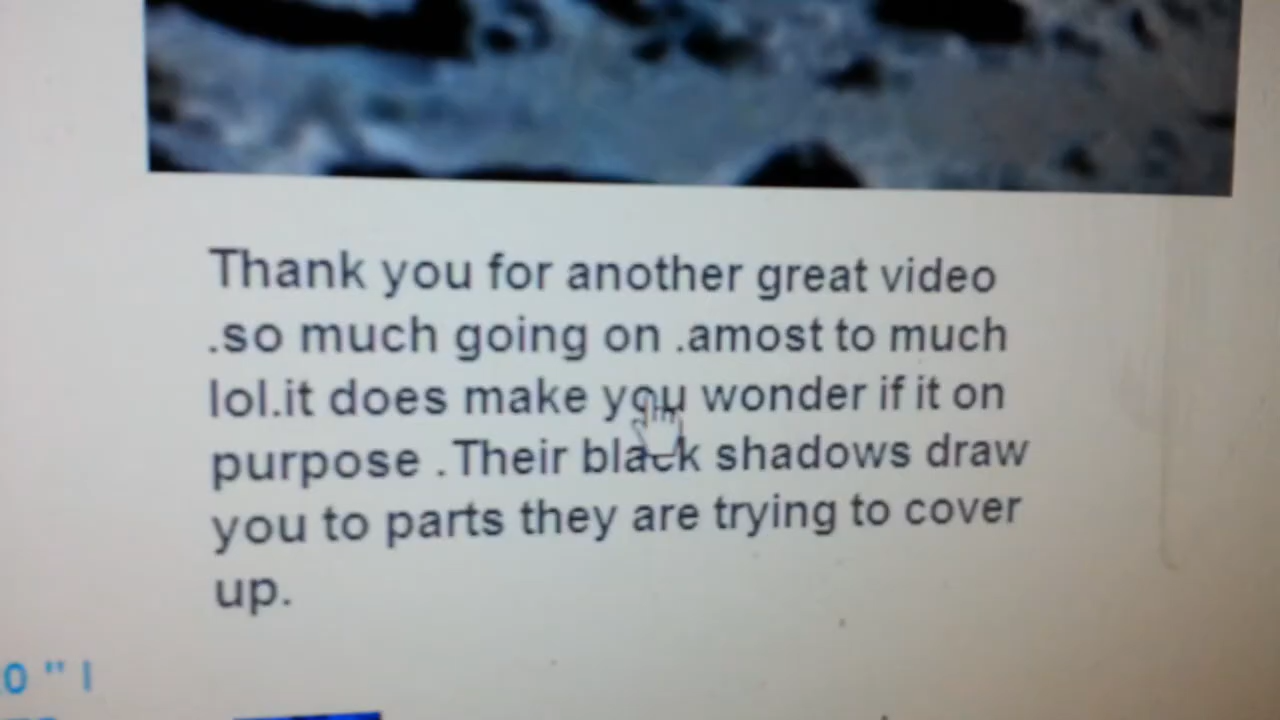 Thank you for another great video
.so much going on .amost to much
lol.it does make you wonder if it on
purpose .Their black shadows draw
you to parts they are trying to cover
up.
o " I